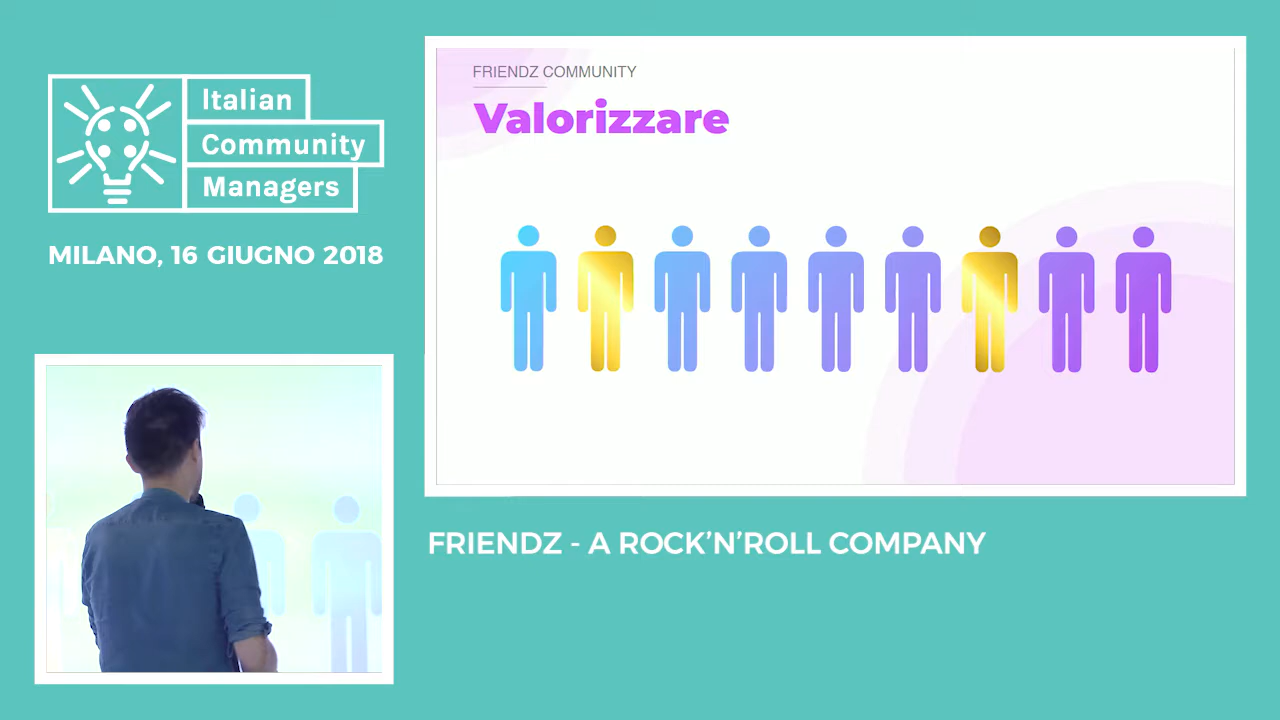 Italian
Community
Managers
MILANO, 16 GIUGNO 2018
FRIENDZ COMMUNITY
Valorizzare
FRIENDZ - A ROCK’N’ROLL COMPANY